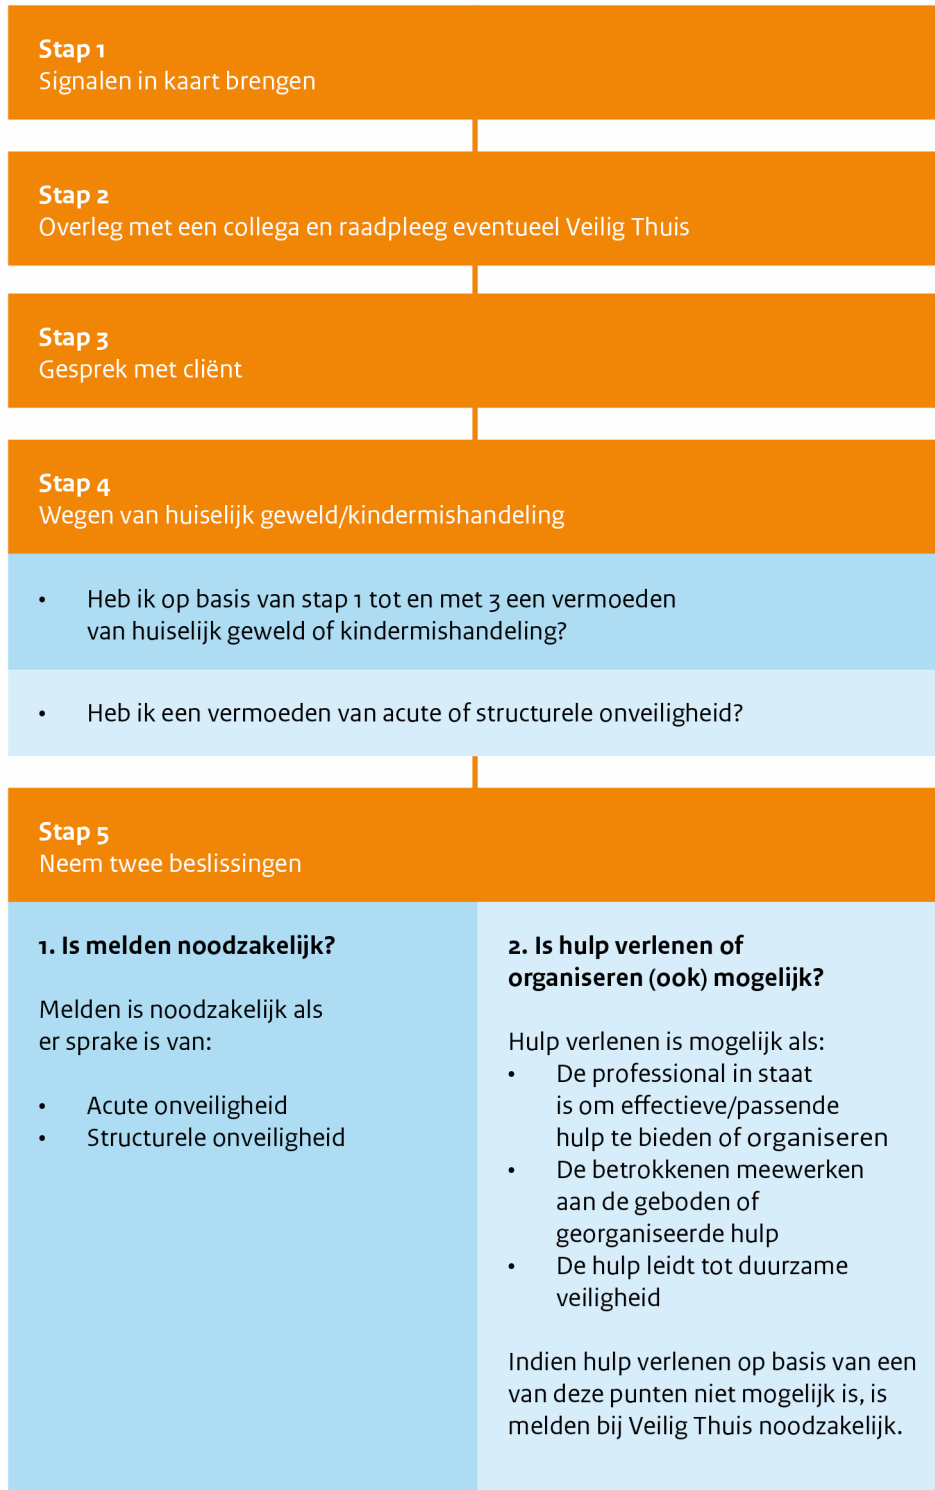 Stap 1
Signalen in kaart brengen
Stap 2
Overleg met een collega en raadpleeg eventueel Veilig Thuis
Stap 3
Gesprek met cliënt
Stap 4
Wegen van huiselijk geweld/kindermishandeling
• Heb ik op basis van stap 1 tot en met 3 een vermoeden
van huiselijk geweld of kindermishandeling?
• Heb ik een vermoeden van acute of structurele onveiligheid?
Stap 5
Neem twee beslissingen
1. Is melden noodzakelijk?
Melden is noodzakelijk als
er sprake is van:
• Acute onveiligheid
• Structurele onveiligheid
2. Is hulp verlenen of
organiseren (ook) mogelijk?
Hulp verlenen is mogelijk als:
• De professional in staat
is om effectieve/passende
hulp te bieden of organiseren
• De betrokkenen meewerken
aan de geboden of
georganiseerde hulp
• De hulp leidt tot duurzame
veiligheid
Indien hulp verlenen op basis van een
van deze punten niet mogelijk is, is
melden bij Veilig Thuis noodzakelijk.